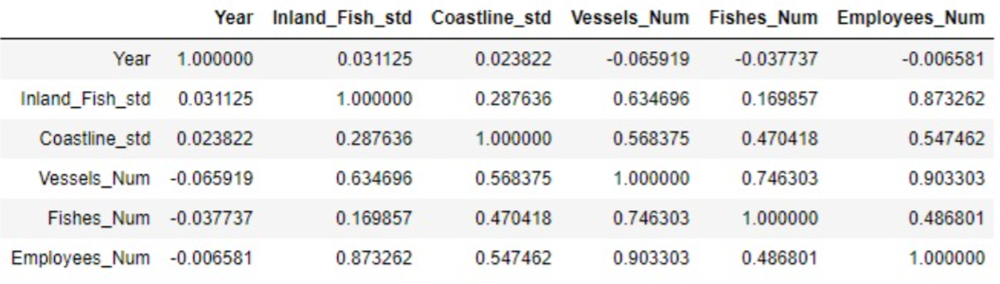 Year Inland_Fish_std Coastline_std Vessels_Num Fishes_Num Employees_Num
Year 1.000000 0.031125 0.023822 -0.065919 -0.037737 -0.006581
Inland_Fish_std 0.031125 1.000000 0.287636 0.634696 0.169857 0.873262
Coastline_std 0.023822 0.287636 1.000000 0.568375 0.470418 0.547462
Vessels_Num -0.065919 0.634696 0.568375 1.000000 0.746303 0.903303
Fishes_Num -0.037737 0.169857 0.470418 0.746303 1.000000 0.486801
Employees_Num -0.006581 0.873262 0.547462 0.903303 0.486801 1.000000